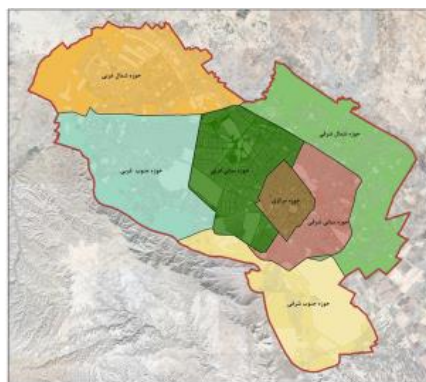 حوزه شمال غربی
حوزه شمال شرقی
حوزه جنوب غربی
حوزه میانی غربی
حوزه مرکزی
حوزه میانی شرقی
حوزه جنوب شرقی